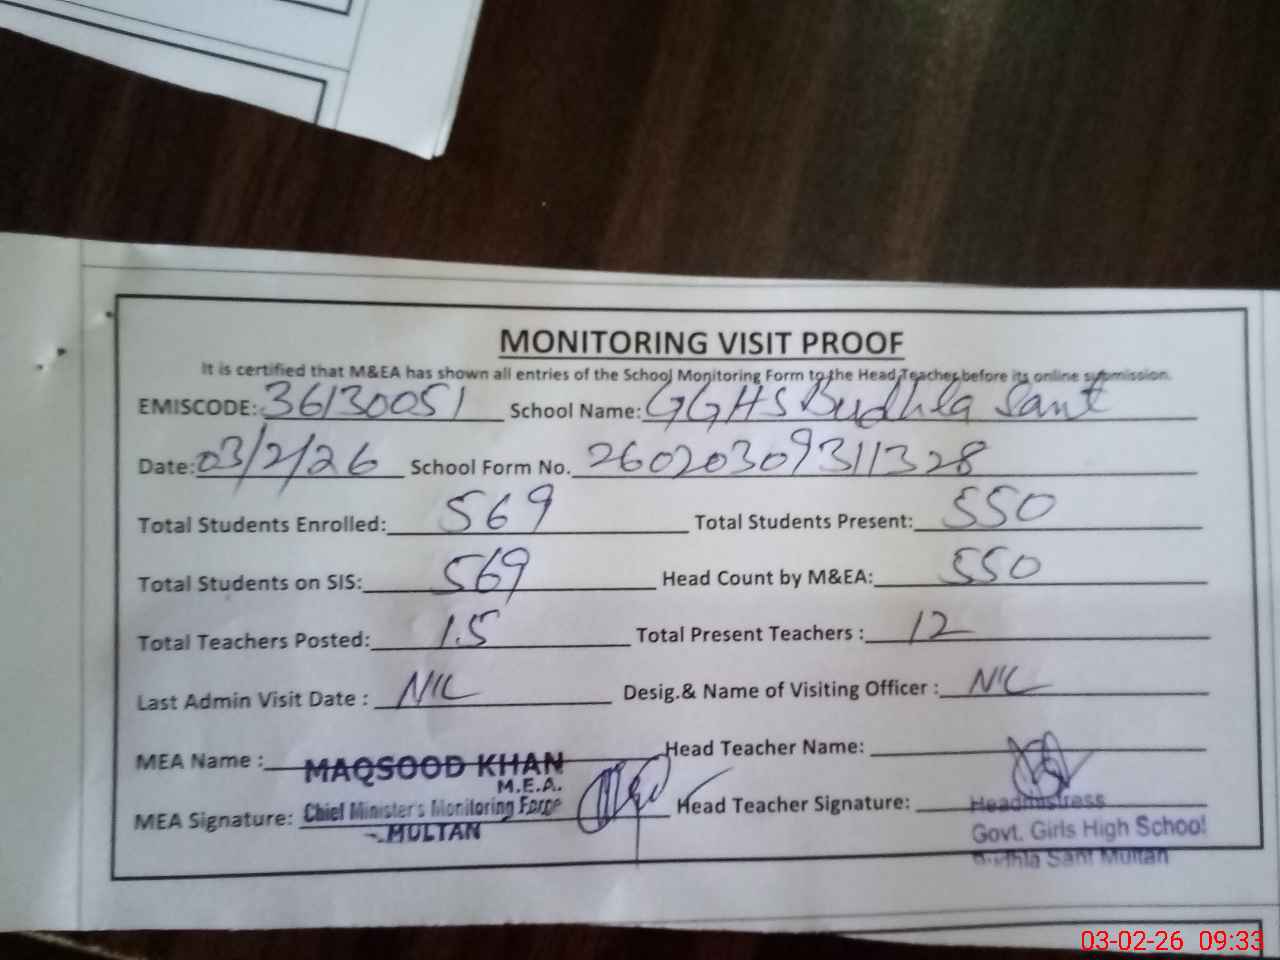 MONITORING VISIT PROOF
It is certified that M&EA has shown all entries of the School Monitoring Form to the Head Teacher before its online submission.
EMISCODE: 36130051 School Name: GGHS Budhla Sant
Date: 03/2/26 School Form No. 26020309311328
Total Students Enrolled: 569 Total Students Present: 550
Total Students on SIS: 569 Head Count by M&EA: 550
Total Teachers Posted: 15 Total Present Teachers : 12
Last Admin Visit Date : NIL Desig.& Name of Visiting Officer : NIL
MEA Name : MAQSOOD KHAN Head Teacher Name:
M.E.A.
MEA Signature: Chief Minister's Monitoring Force Head Teacher Signature: Headmistress
MULTAN Govt. Girls High School
Budhla Sant Multan
03-02-26 09:33